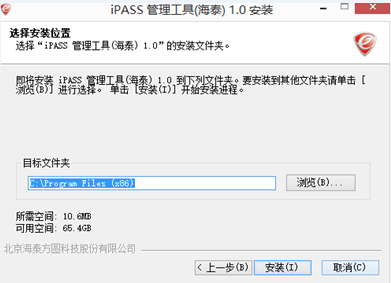 iPASS 管理工具(海泰) 1.0 安装
选择安装位置
选择“iPASS 管理工具(海泰) 1.0”的安装文件夹。
即将安装 iPASS 管理工具(海泰) 1.0 到下列文件夹。要安装到其他文件夹请单击 [
浏览(B)] 进行选择。 单击 [安装(I)] 开始安装进程。
目标文件夹
C:\Program Files (x86)
浏览(B)...
所需空间: 10.6MB
可用空间: 65.4GB
北京海泰方圆科技股份有限公司
< 上一步(B)
安装(I)
取消(C)